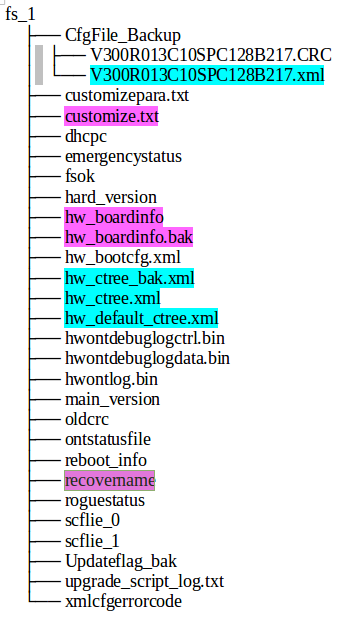 fs_1
CfgFile_Backup
V300R013C10SPC128B217.CRC
V300R013C10SPC128B217.xml
customizepara.txt
customize.txt
dhcpc
emergencystatus
fsok
hard_version
hw_boardinfo
hw_boardinfo.bak
hw_bootcfg.xml
hw_ctree_bak.xml
hw_ctree.xml
hw_default_ctree.xml
hwontdebuglogctrl.bin
hwontdebuglogdata.bin
hwontlog.bin
main_version
oldcrc
ontstatusfile
reboot_info
recovername
roguestatus
scflie_0
scflie_1
Updateflag_bak
upgrade_script_log.txt
xmlcfgerrorcode